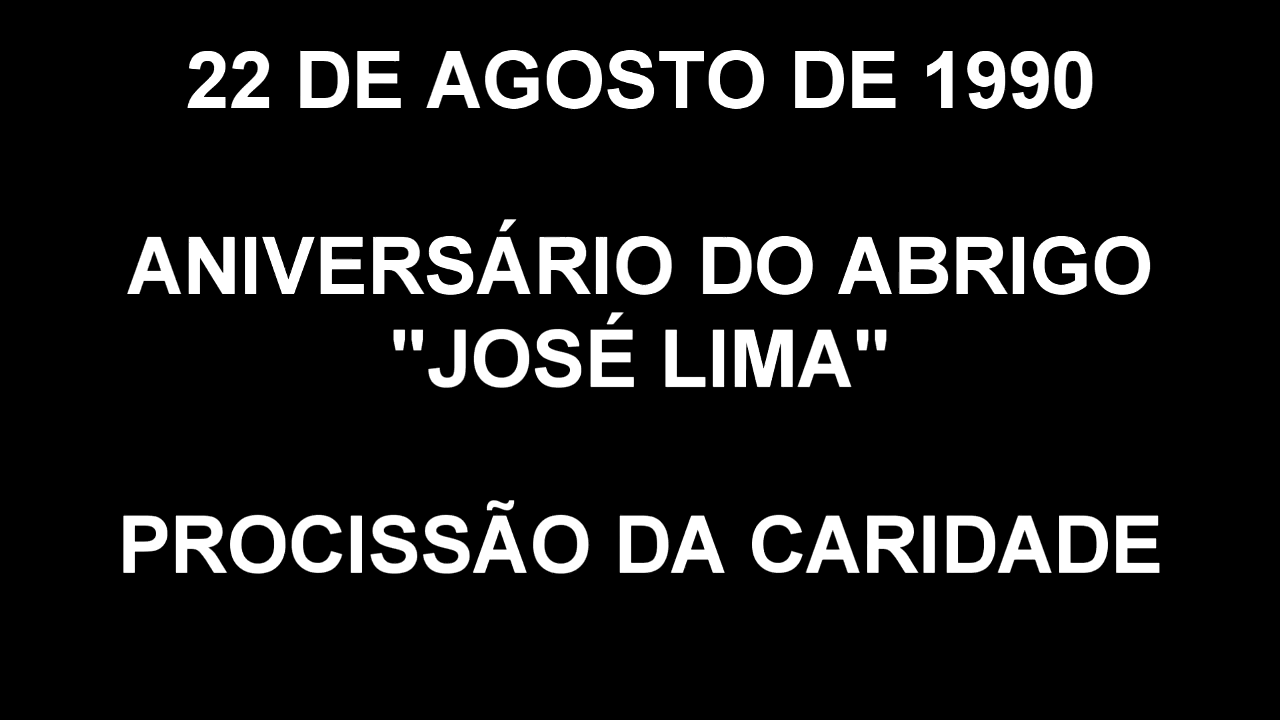 22 DE AGOSTO DE 1990
ANIVERSÁRIO DO ABRIGO
"JOSÉ LIMA"
PROCISSÃO DA CARIDADE